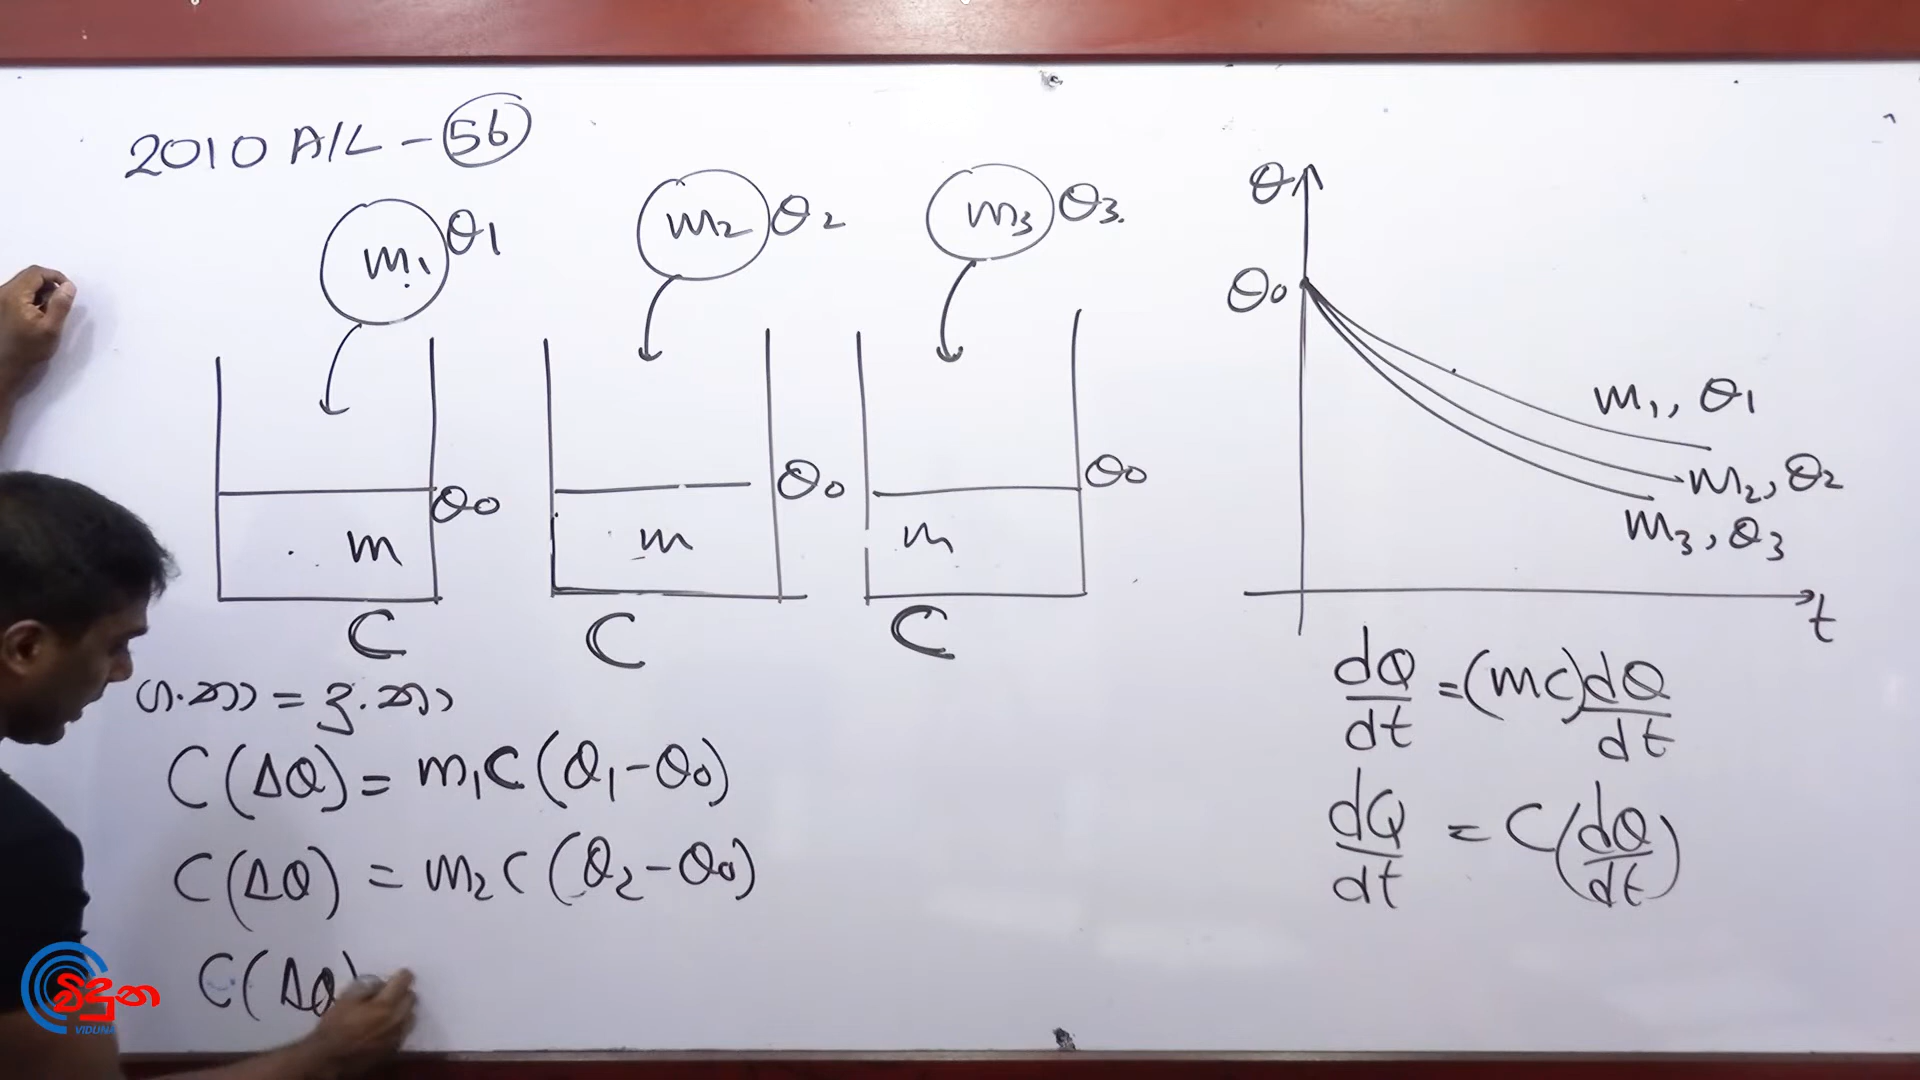 2010 A/L - 56
m₁ θ₁
m₂ θ₂
m₃ θ₃.
θ₀
m
C
θ₀
m
C
θ₀
m
C
θ
θ₀
m₁, θ₁
m₂, θ₂
m₃, θ₃
t
C(Δθ) = m₁C(θ₁-θ₀)
C(Δθ) = m₂C(θ₂-θ₀)
C(Δθ)
dQ/dt = (mc)dθ/dt
dQ/dt = C(dθ/dt)
විදුන
VIDUNA